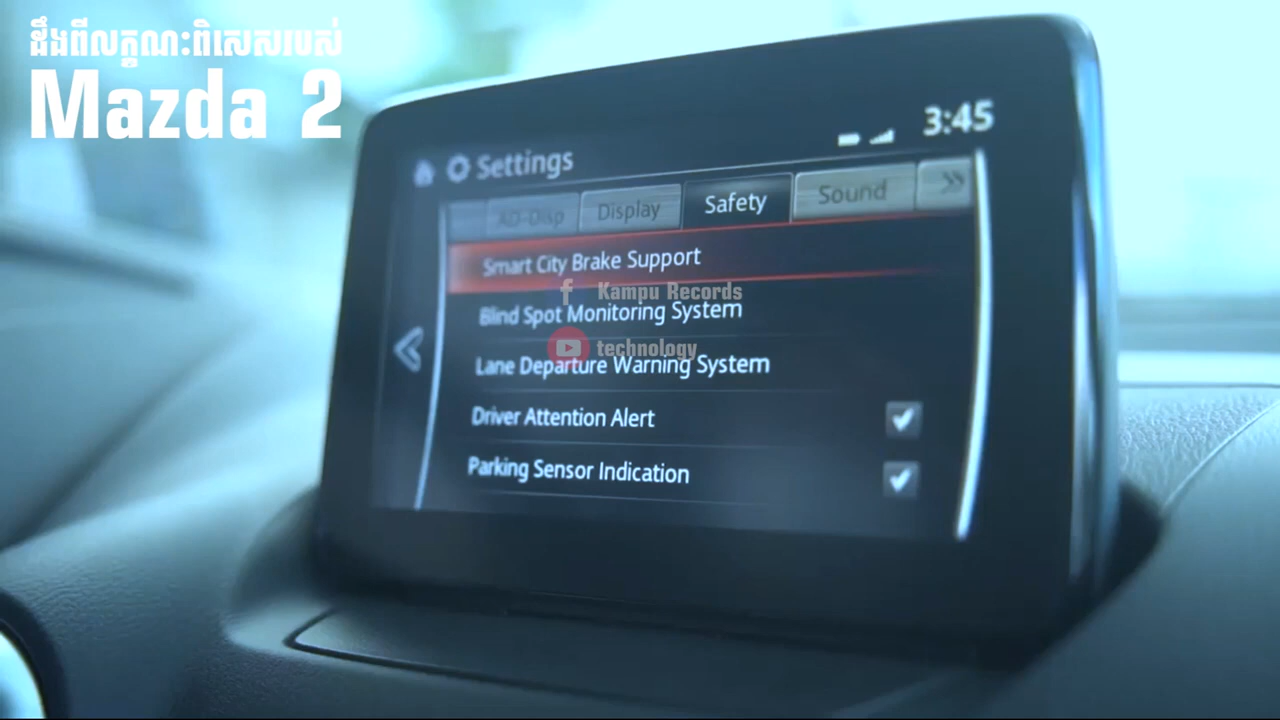 ដឹងពីលក្ខណៈពិសេសរបស់
Mazda 2
3:45
Settings
AD-Disp
Display
Safety
Sound
Smart City Brake Support
Kampu Records
Blind Spot Monitoring System
technology
Lane Departure Warning System
Driver Attention Alert
Parking Sensor Indication